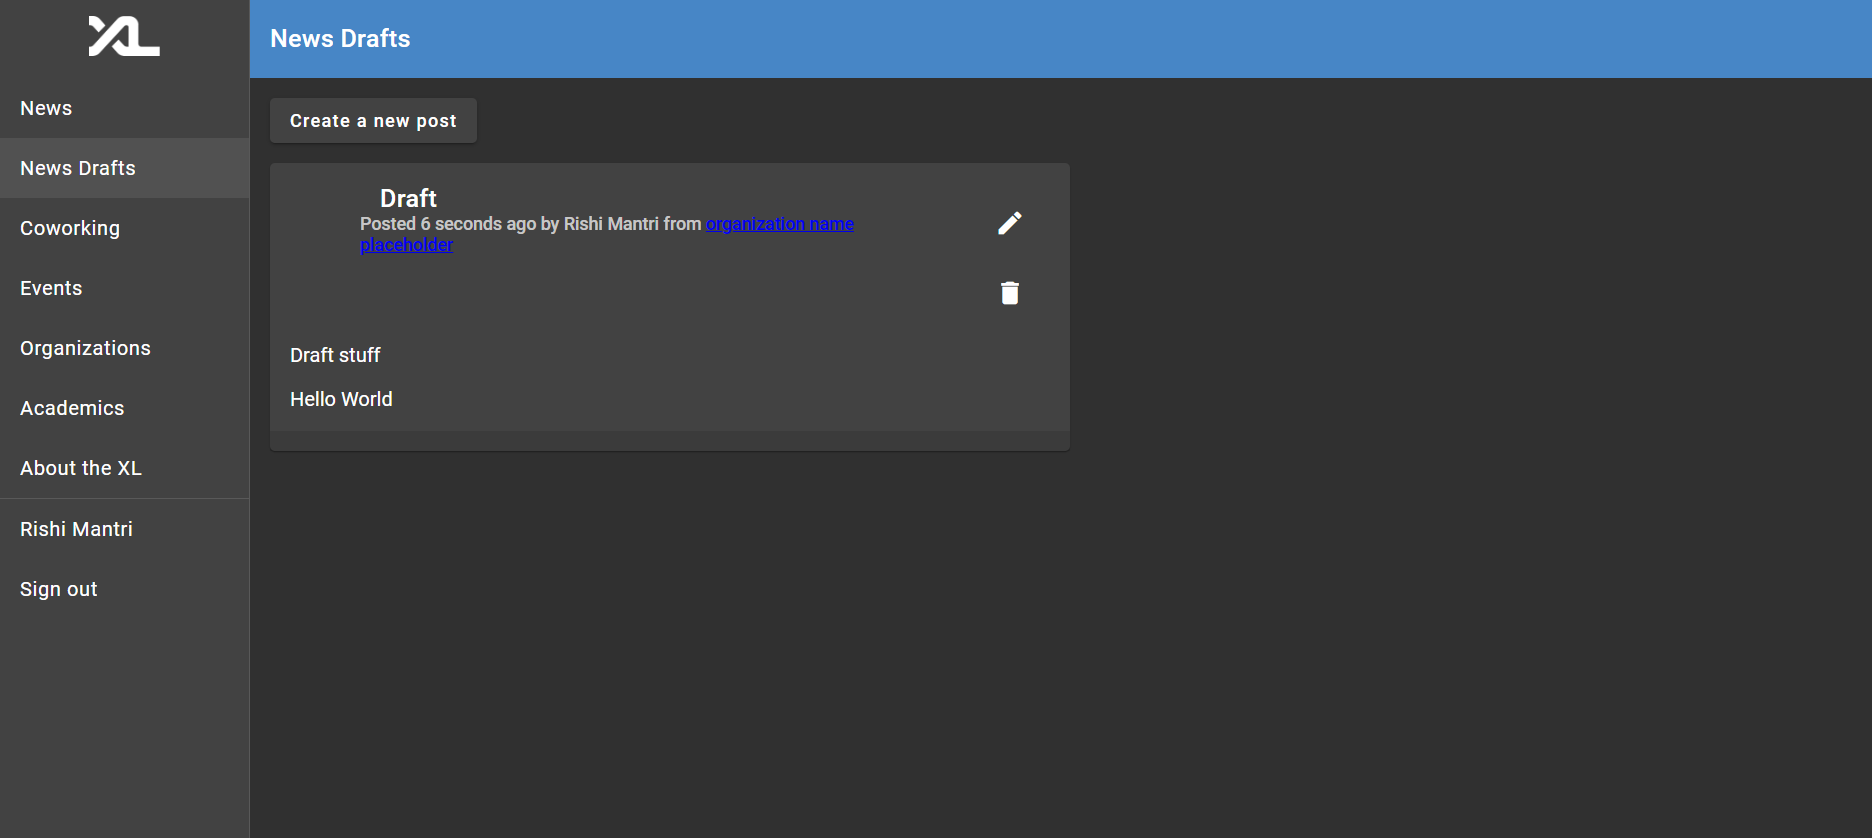 XL
News
News Drafts
Coworking
Events
Organizations
Academics
About the XL
Rishi Mantri
Sign out
News Drafts
Create a new post
Draft
Posted 6 seconds ago by Rishi Mantri from organization name
placeholder
Draft stuff
Hello World